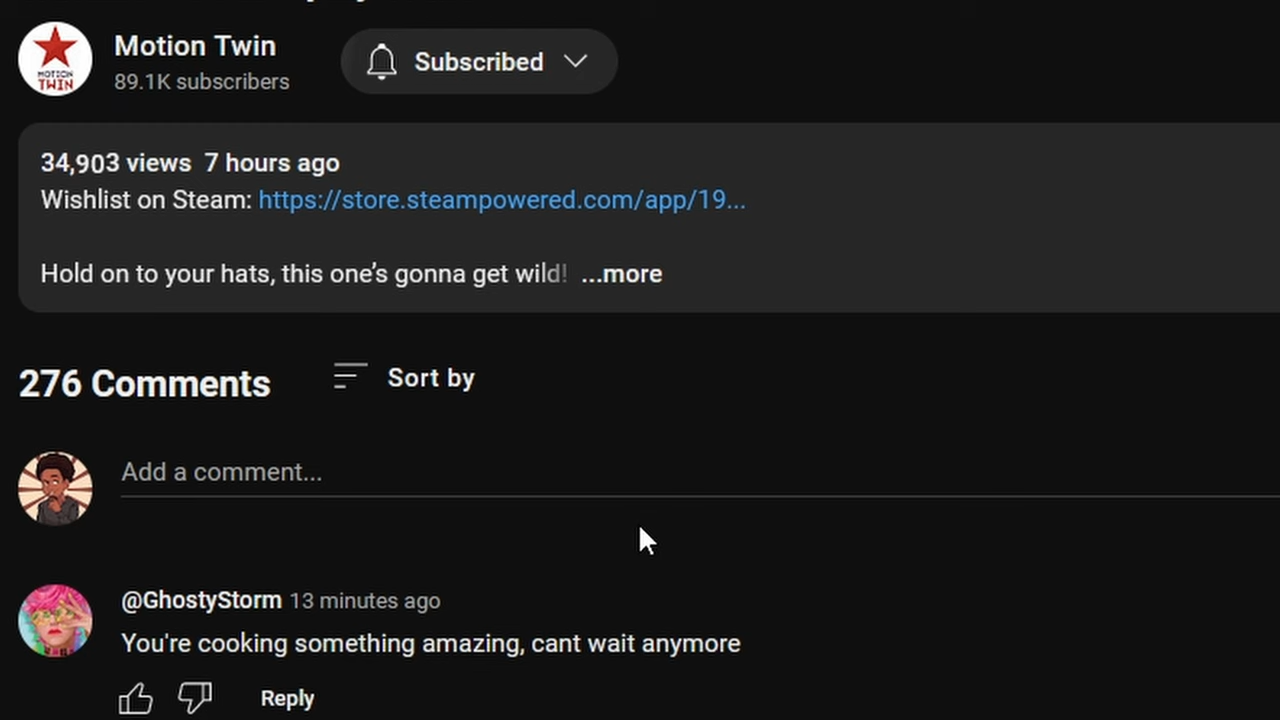 Motion Twin
MOTION
TWIN
89.1K subscribers
Subscribed
34,903 views 7 hours ago
Wishlist on Steam: https://store.steampowered.com/app/19...
Hold on to your hats, this one’s gonna get wild! ...more
276 Comments
Sort by
Add a comment...
@GhostyStorm 13 minutes ago
You're cooking something amazing, cant wait anymore
Reply